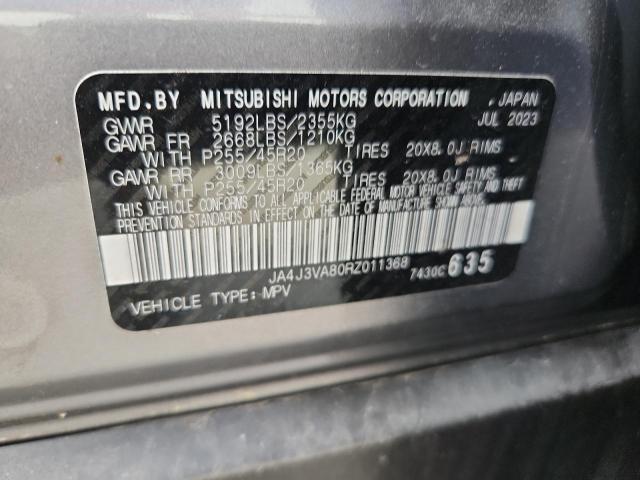 MFD.BY MITSUBISHI MOTORS CORPORATION JAPAN
GVWR 5192LBS/2355KG JUL 2023
GAWR FR 2668LBS/1210KG
WITH P255/45R20 TIRES 20X8.0J RIMS
GAWR RR 3009LBS/1365KG
WITH P255/45R20 TIRES 20X8.0J RIMS
THIS VEHICLE CONFORMS TO ALL APPLICABLE FEDERAL MOTOR VEHICLE SAFETY AND THEFT
PREVENTION STANDARDS IN EFFECT ON THE DATE OF MANUFACTURE SHOWN ABOVE.
JA4J3VA80RZ011368 7430C 635
VEHICLE TYPE: MPV